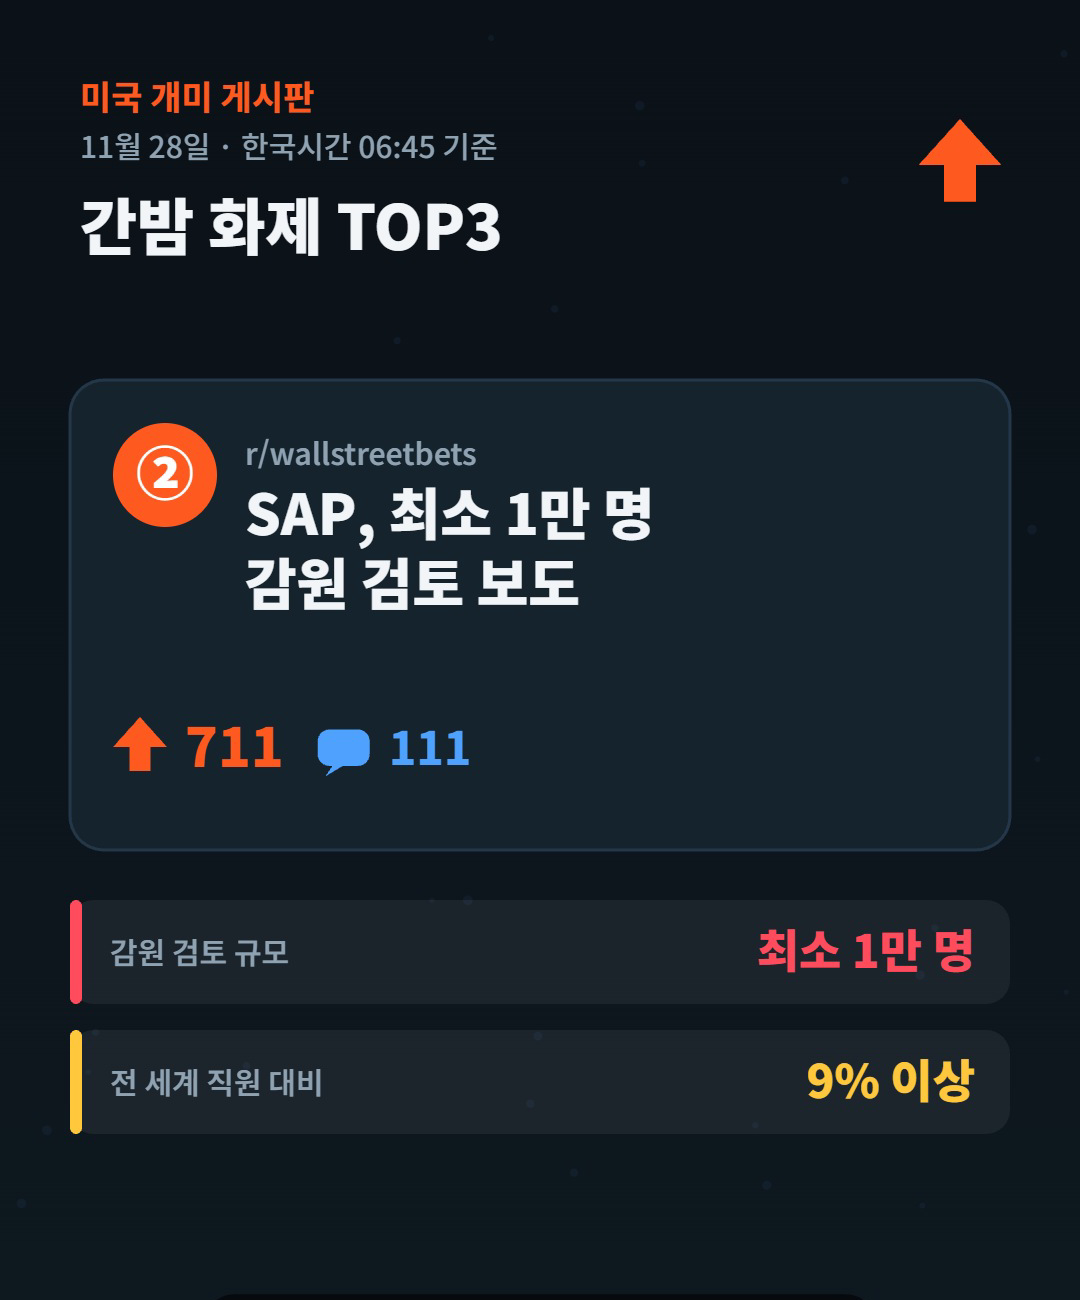 미국 개미 게시판
11월 28일 · 한국시간 06:45 기준
간밤 화제 TOP3
②
r/wallstreetbets
SAP, 최소 1만 명
감원 검토 보도
711
111
감원 검토 규모
최소 1만 명
전 세계 직원 대비
9% 이상